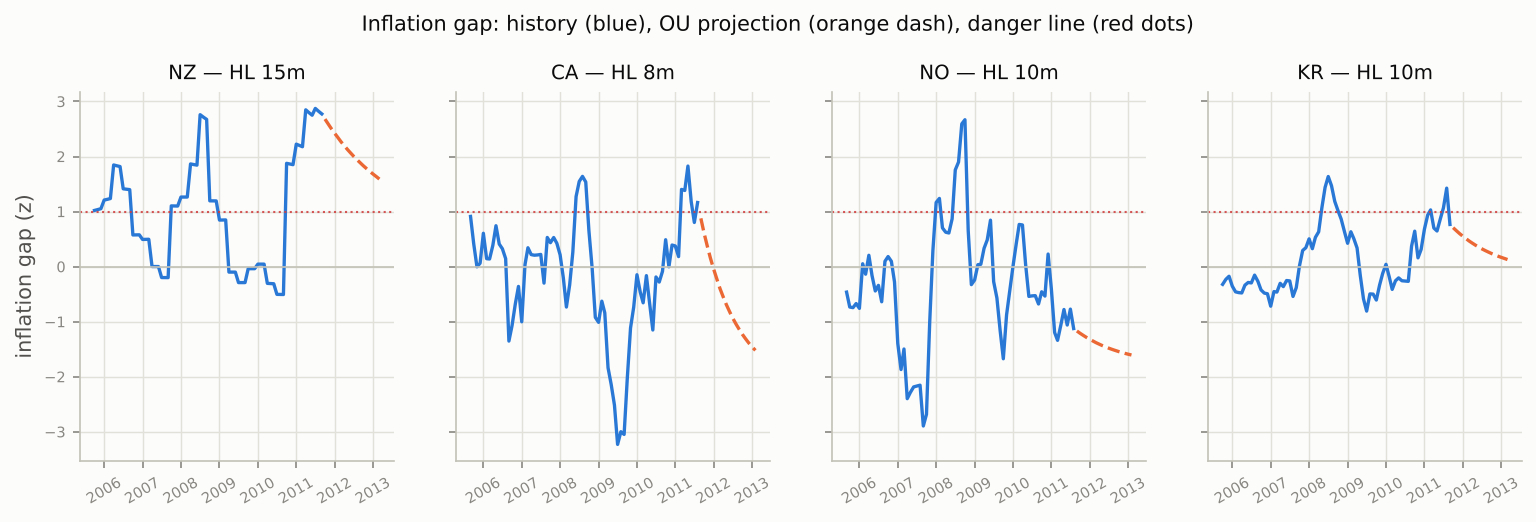 Inflation gap: history (blue), OU projection (orange dash), danger line (red dots)
NZ — HL 15m
CA — HL 8m
NO — HL 10m
KR — HL 10m
inflation gap (z)
3
2
1
0
−1
−2
−3
2006 2007 2008 2009 2010 2011 2012 2013
2006 2007 2008 2009 2010 2011 2012 2013
2006 2007 2008 2009 2010 2011 2012 2013
2006 2007 2008 2009 2010 2011 2012 2013